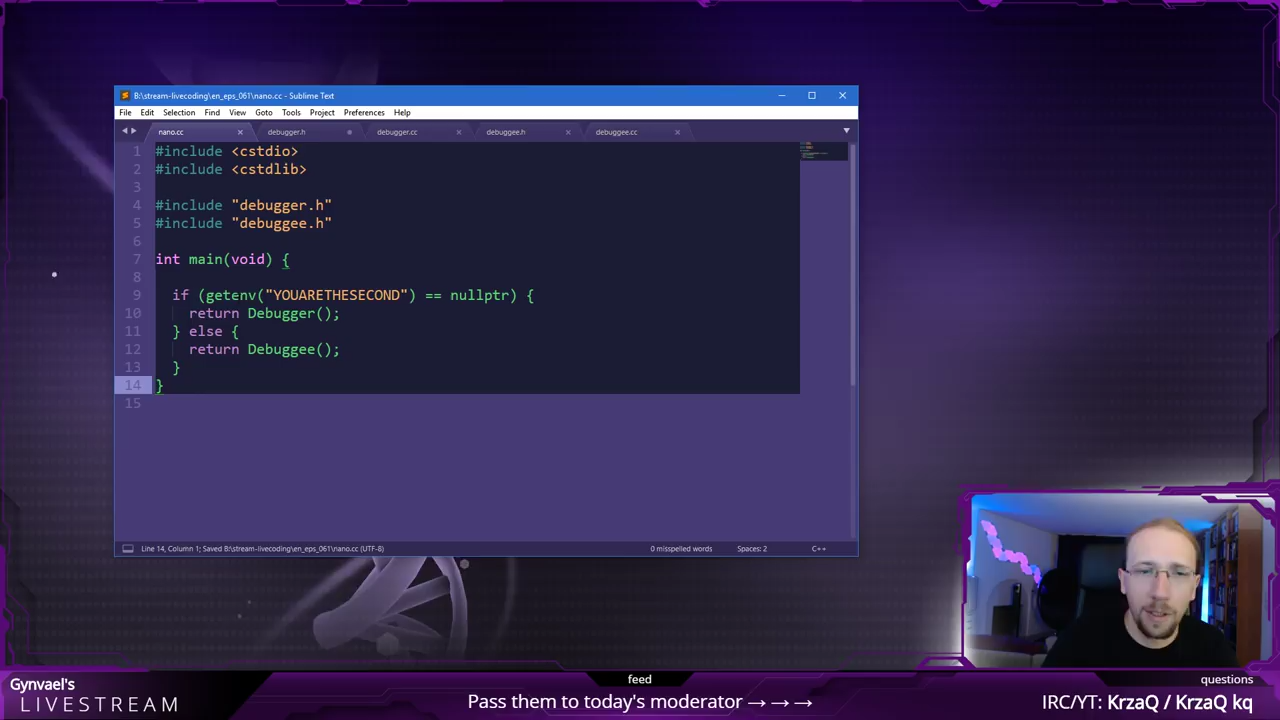 B:\stream-livecoding\en_eps_061\nano.cc - Sublime Text
File Edit Selection Find View Goto Tools Project Preferences Help
nano.cc debugger.h debugger.cc debuggee.h debuggee.cc
1 #include <cstdio>
2 #include <cstdlib>
3
4 #include "debugger.h"
5 #include "debuggee.h"
6
7 int main(void) {
8
9 if (getenv("YOUARETHESECOND") == nullptr) {
10 return Debugger();
11 } else {
12 return Debuggee();
13 }
14 }
15
Line 14, Column 1; Saved B:\stream-livecoding\en_eps_061\nano.cc (UTF-8) 0 misspelled words Spaces: 2 C++
Gynvael's
LIVESTREAM
feed
Pass them to today's moderator → → →
questions
IRC/YT: KrzaQ / KrzaQ kq